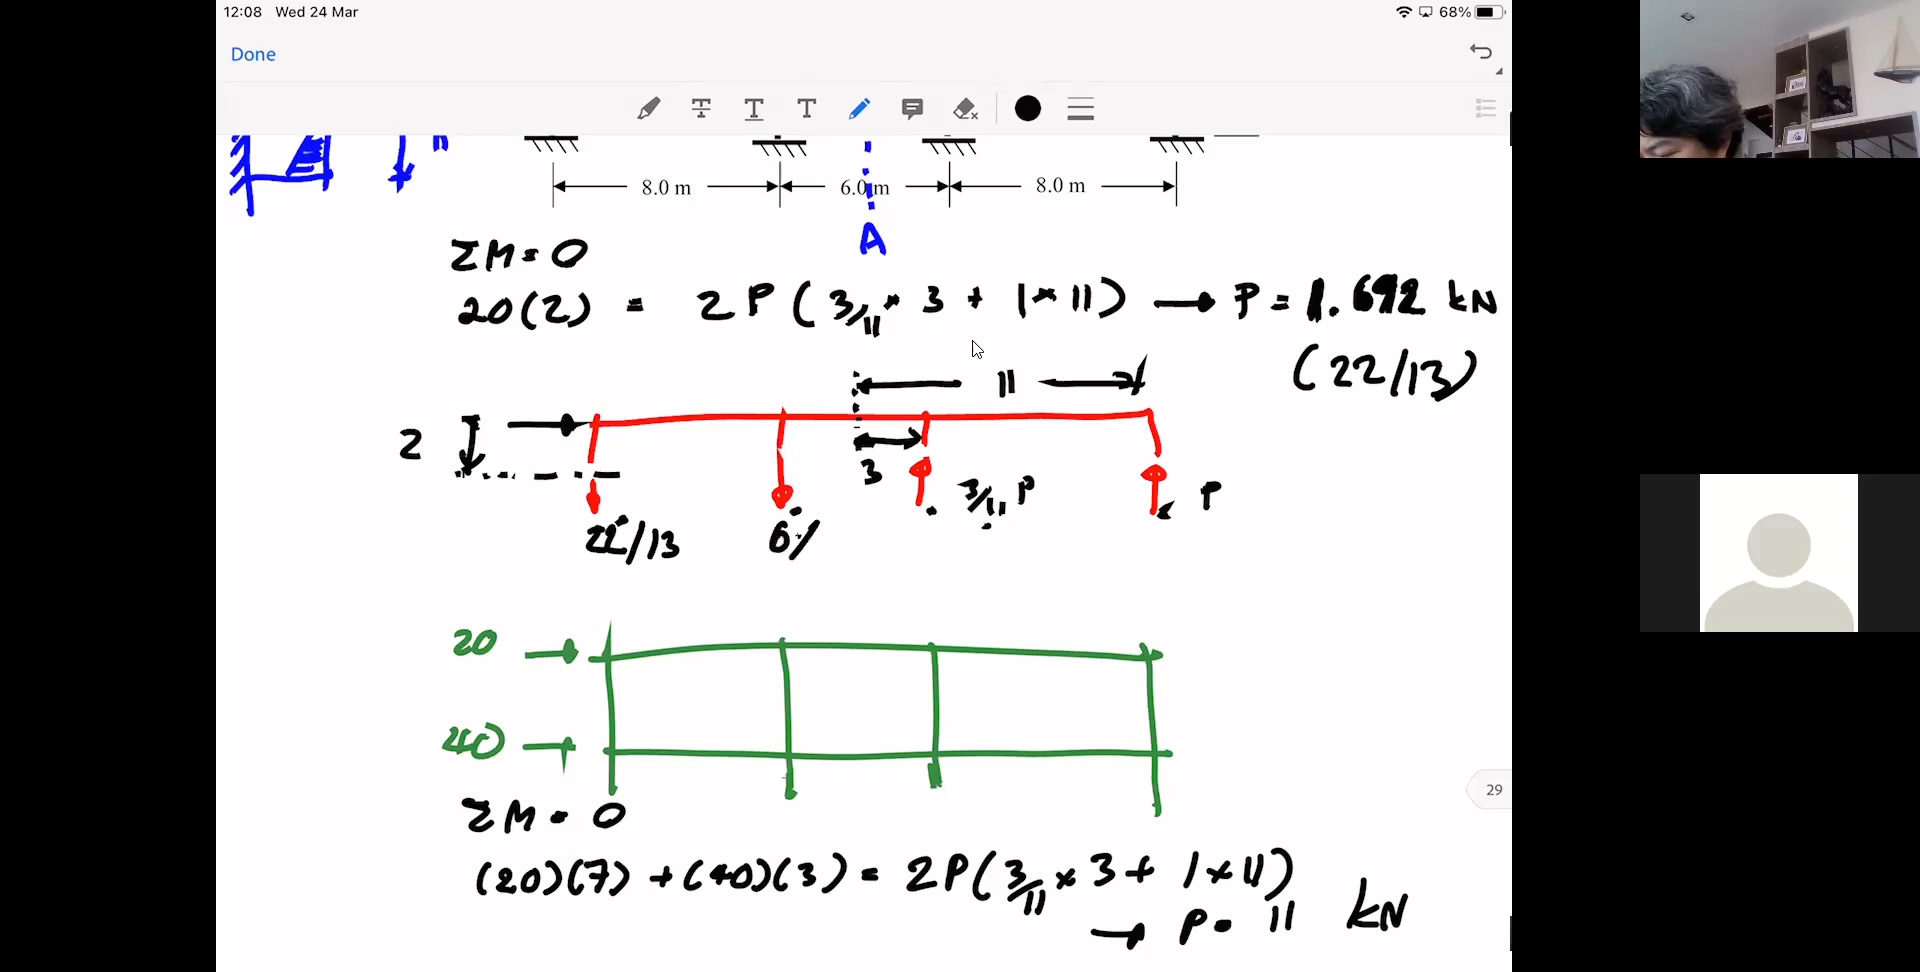 12:08 Wed 24 Mar
68%
Done
T T T
11
8.0 m 6.0 m 8.0 m
A
ΣM = 0
20(2) = 2P(3/11 × 3 + 1 × 11) → P = 1.692 kN
(22/13)
11
2
3
3/11 P
P
22/13
6/
20
40
29
ΣM = 0
(20)(7) + (40)(3) = 2P(3/11 × 3 + 1 × 11)
→ P = 11 kN